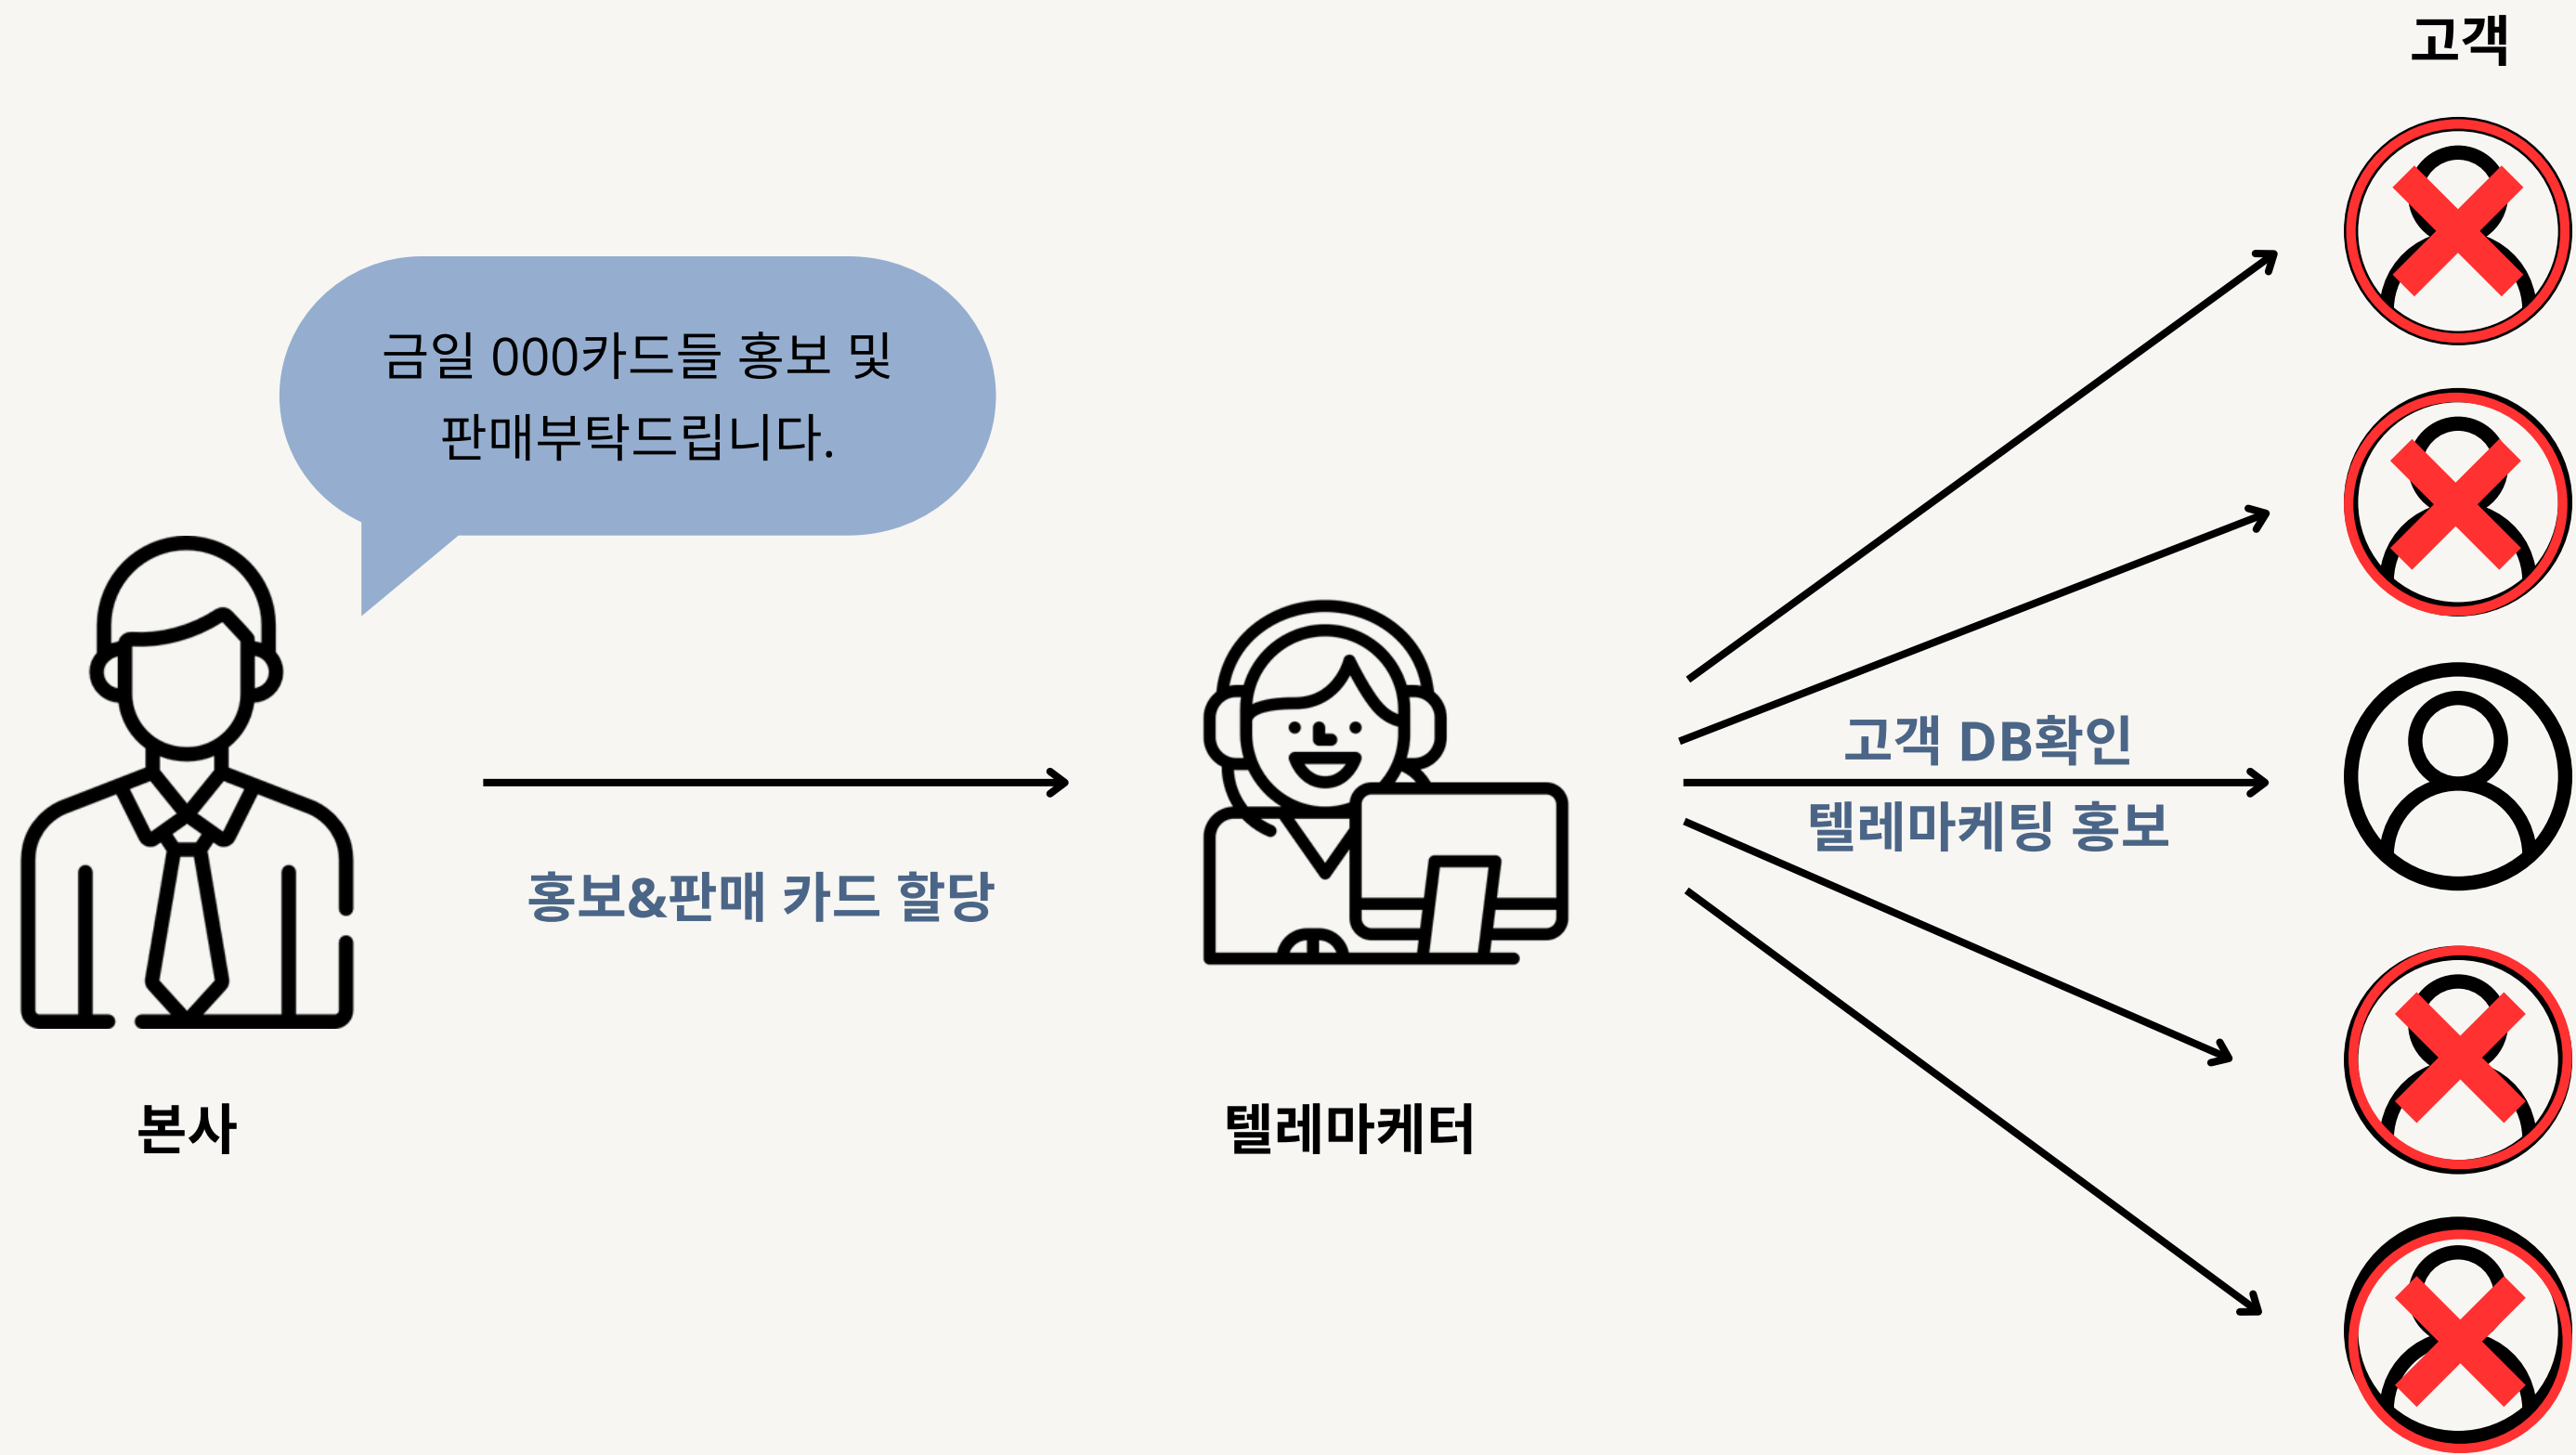 고객
금일 000카드들 홍보 및
판매부탁드립니다.
고객 DB확인
텔레마케팅 홍보
홍보&판매 카드 할당
본사
텔레마케터